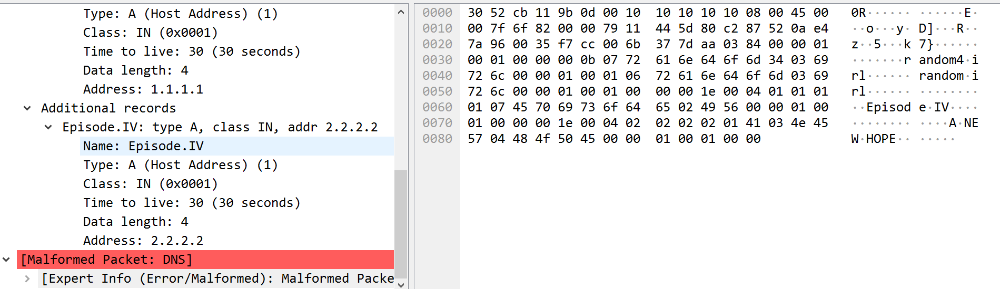 Type: A (Host Address) (1)
Class: IN (0x0001)
Time to live: 30 (30 seconds)
Data length: 4
Address: 1.1.1.1
Additional records
Episode.IV: type A, class IN, addr 2.2.2.2
Name: Episode.IV
Type: A (Host Address) (1)
Class: IN (0x0001)
Time to live: 30 (30 seconds)
Data length: 4
Address: 2.2.2.2
[Malformed Packet: DNS]
[Expert Info (Error/Malformed): Malformed Packe
0000 30 52 cb 11 9b 0d 00 10 10 10 10 10 08 00 45 00 0R······ ······E·
0010 00 7f 6f 82 00 00 79 11 44 5d 80 c2 87 52 0a e4 ··o···y· D]···R··
0020 7a 96 00 35 f7 cc 00 6b 37 7d aa 03 84 00 00 01 z··5···k 7}······
0030 00 01 00 00 00 0b 07 72 61 6e 64 6f 6d 34 03 69 ·······r andom4·i
0040 72 6c 00 00 01 00 01 06 72 61 6e 64 6f 6d 03 69 rl······ random·i
0050 72 6c 00 00 01 00 01 00 00 00 1e 00 04 01 01 01 rl······ ········
0060 01 07 45 70 69 73 6f 64 65 02 49 56 00 00 01 00 ··Episod e·IV····
0070 01 00 00 00 1e 00 04 02 02 02 02 01 41 03 4e 45 ········ ····A·NE
0080 57 04 48 4f 50 45 00 00 01 00 01 00 00 W·HOPE·· ·····